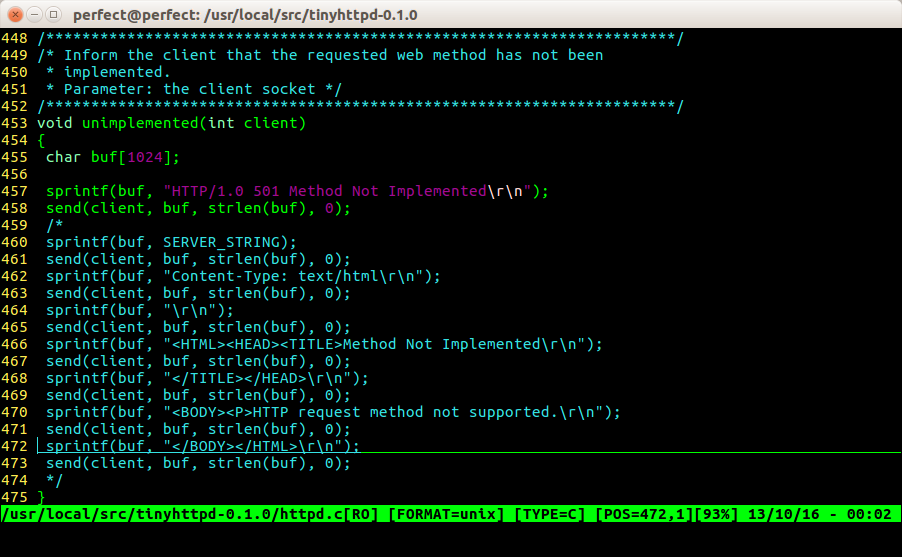 perfect@perfect: /usr/local/src/tinyhttpd-0.1.0
448 /**********************************************************************/
449 /* Inform the client that the requested web method has not been
450  * implemented.
451  * Parameter: the client socket */
452 /**********************************************************************/
453 void unimplemented(int client)
454 {
455  char buf[1024];
456
457  sprintf(buf, "HTTP/1.0 501 Method Not Implemented\r\n");
458  send(client, buf, strlen(buf), 0);
459  /*
460  sprintf(buf, SERVER_STRING);
461  send(client, buf, strlen(buf), 0);
462  sprintf(buf, "Content-Type: text/html\r\n");
463  send(client, buf, strlen(buf), 0);
464  sprintf(buf, "\r\n");
465  send(client, buf, strlen(buf), 0);
466  sprintf(buf, "<HTML><HEAD><TITLE>Method Not Implemented\r\n");
467  send(client, buf, strlen(buf), 0);
468  sprintf(buf, "</TITLE></HEAD>\r\n");
469  send(client, buf, strlen(buf), 0);
470  sprintf(buf, "<BODY><P>HTTP request method not supported.\r\n");
471  send(client, buf, strlen(buf), 0);
472  sprintf(buf, "</BODY></HTML>\r\n");
473  send(client, buf, strlen(buf), 0);
474  */
475 }
/usr/local/src/tinyhttpd-0.1.0/httpd.c[RO] [FORMAT=unix] [TYPE=C] [POS=472,1][93%] 13/10/16 - 00:02